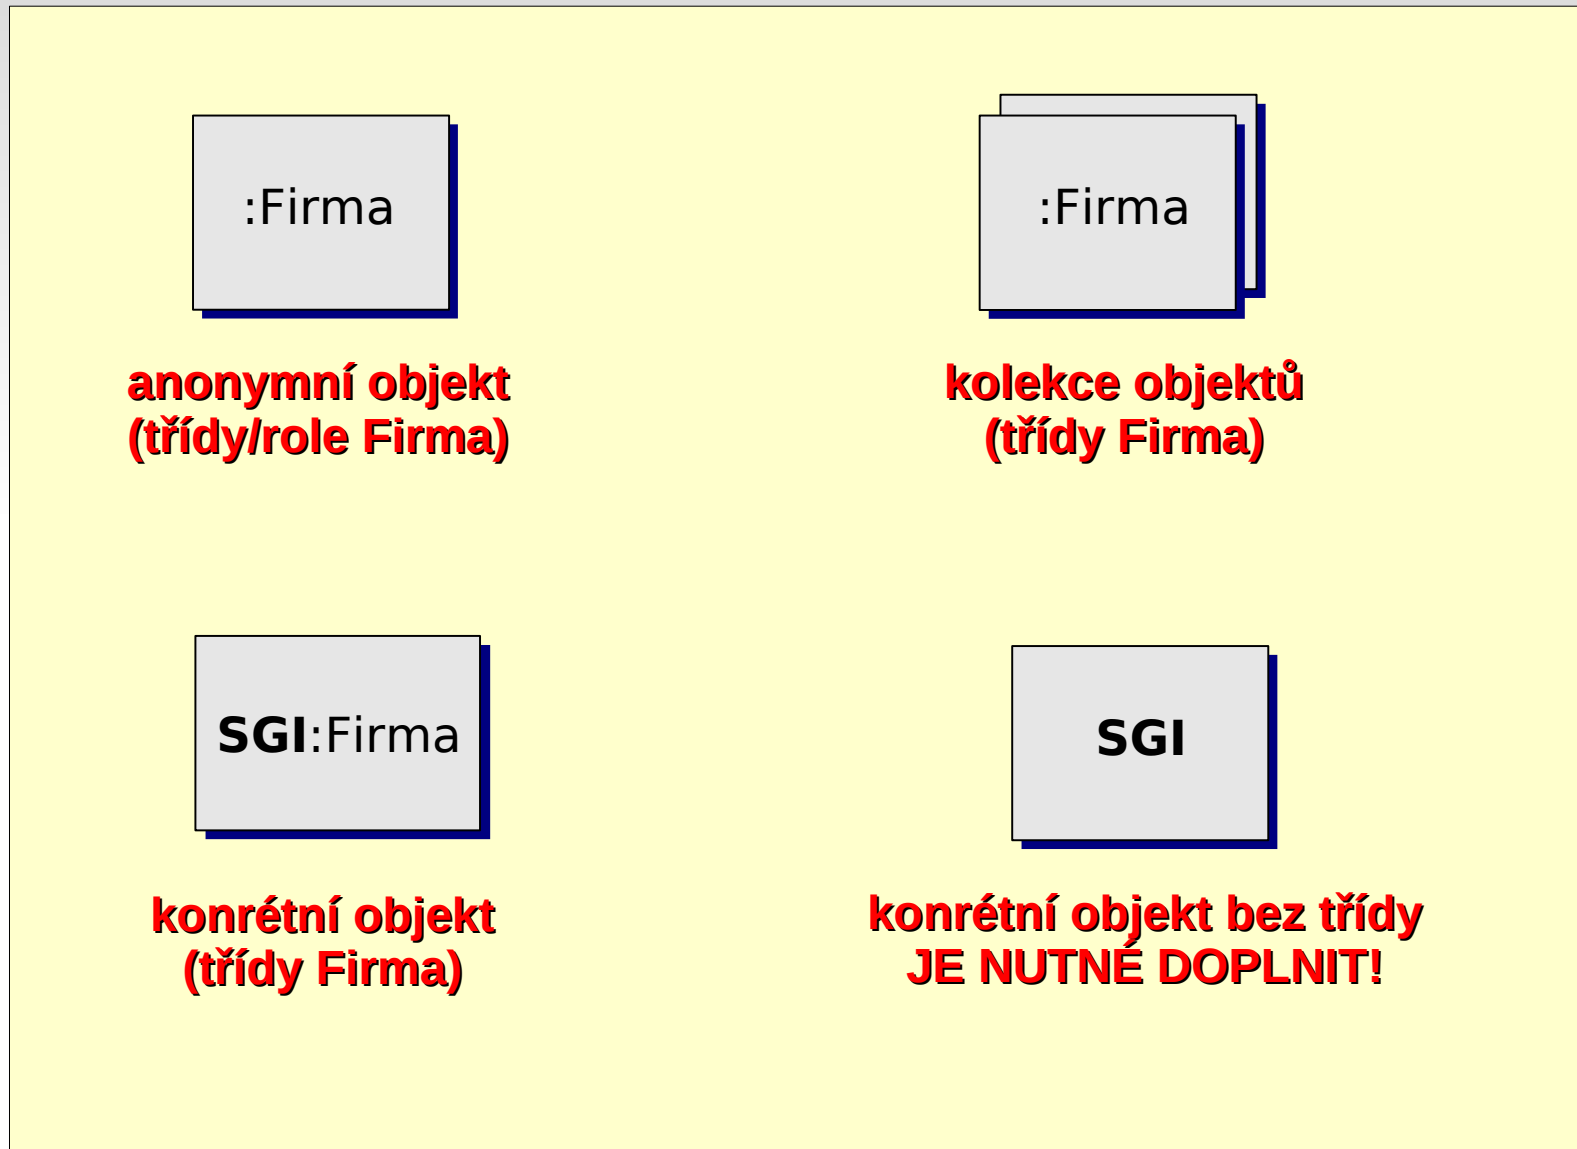 :Firma
anonymní objekt
(třídy/role Firma)
:Firma
kolekce objektů
(třídy Firma)
SGI:Firma
konrétní objekt
(třídy Firma)
SGI
konrétní objekt bez třídy
JE NUTNÉ DOPLNIT!